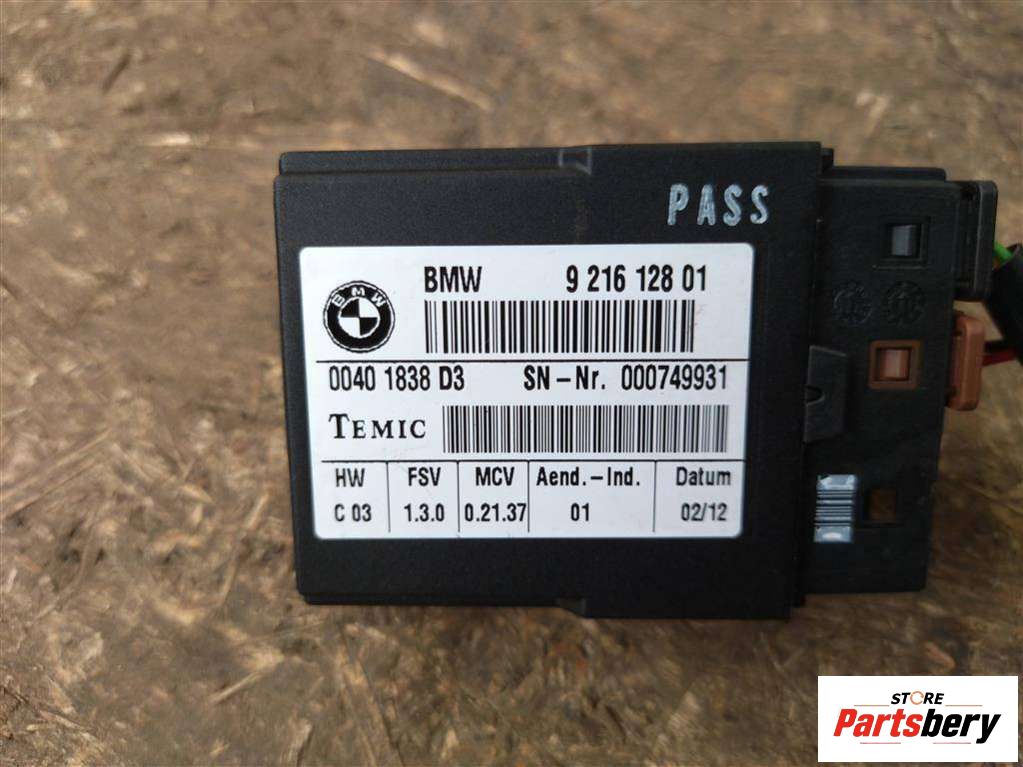 PASS
BMW 9 216 128 01
BMW
0040 1838 D3 SN-Nr. 000749931
TEMIC
HW FSV MCV Aend.-Ind. Datum
C 03 1.3.0 0.21.37 01 02/12
STORE
Partsbery